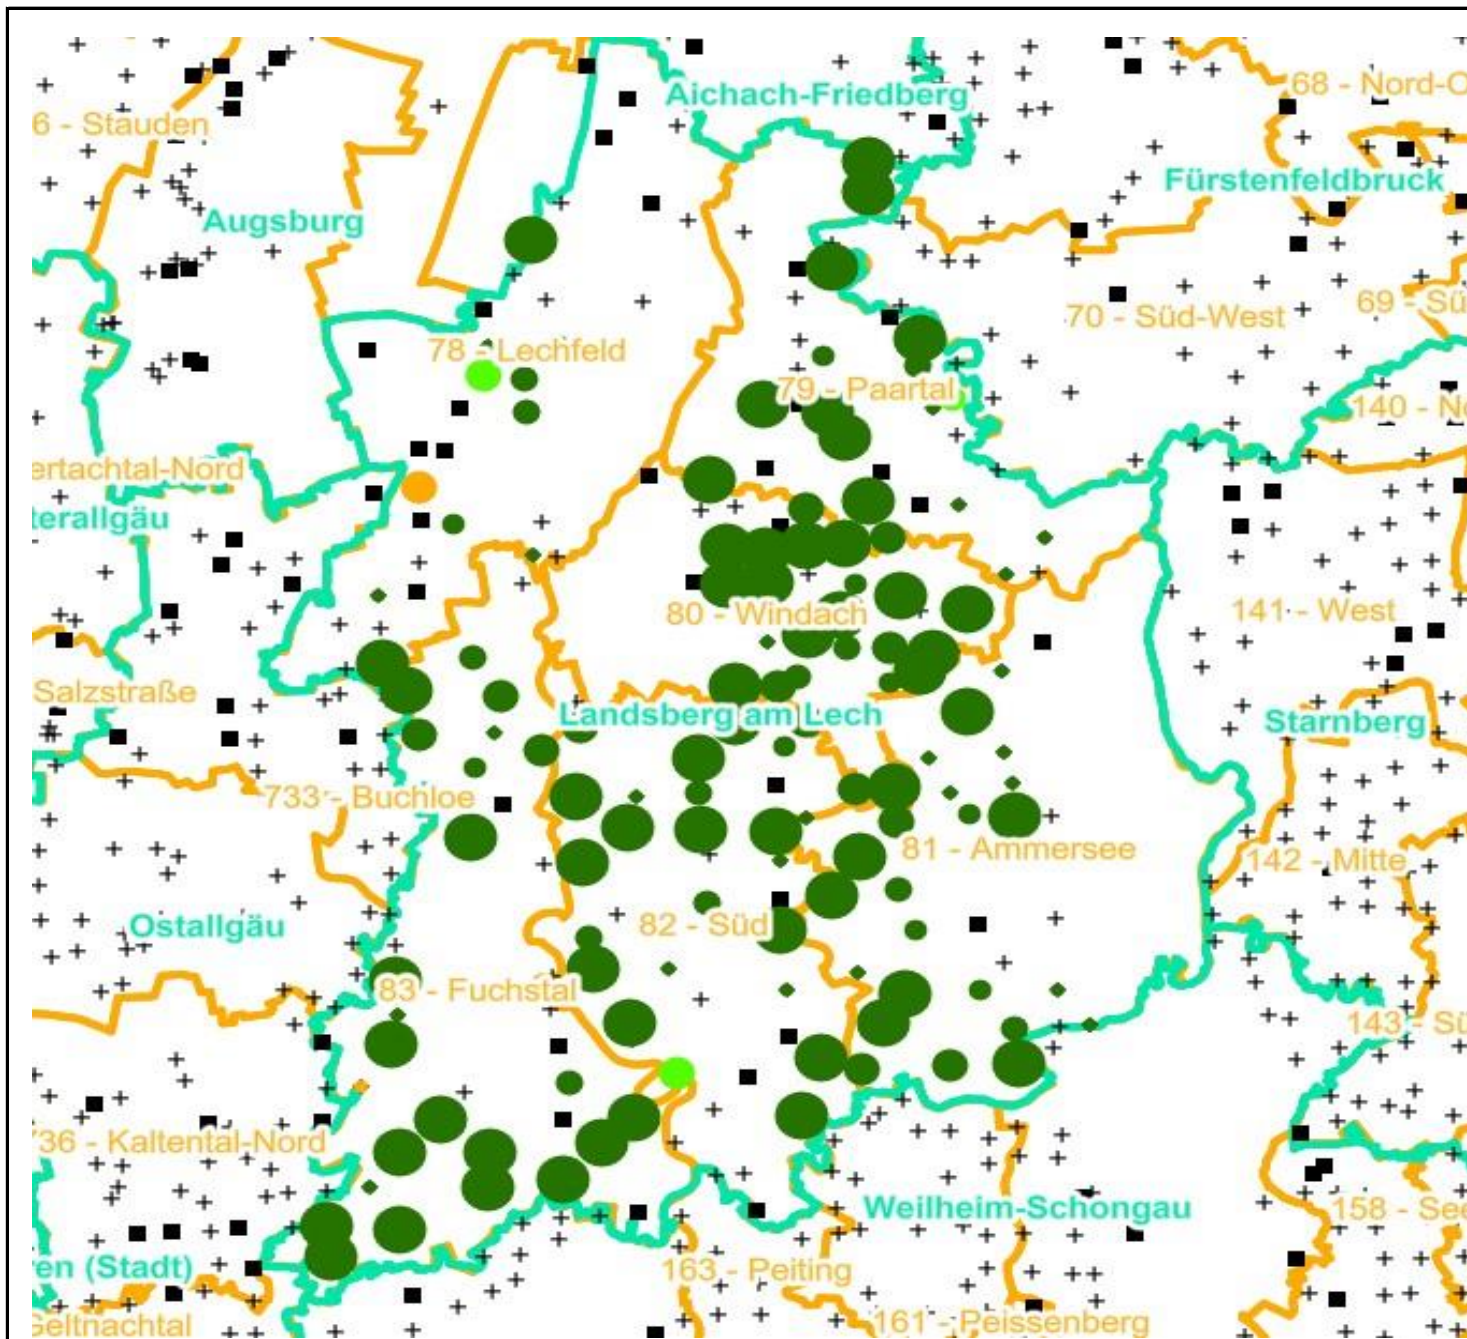 Aichach-Friedberg
68 - Nord-O
6 - Stauden
Fürstenfeldbruck
Augsburg
69 - Sü
70 - Süd-West
78 - Lechfeld
79 - Paartal
140 - No
ertachtal-Nord
terallgäu
80 - Windach
141 - West
Salzstraße
Landsberg am Lech
Starnberg
733 - Buchloe
81 - Ammersee
142 - Mitte
82 - Süd
Ostallgäu
83 - Fuchstal
143 - Sü
736 - Kaltental-Nord
Weilheim-Schongau
158 - See
ren (Stadt)
163 - Peiting
Geltnachtal
161 - Peissenberg